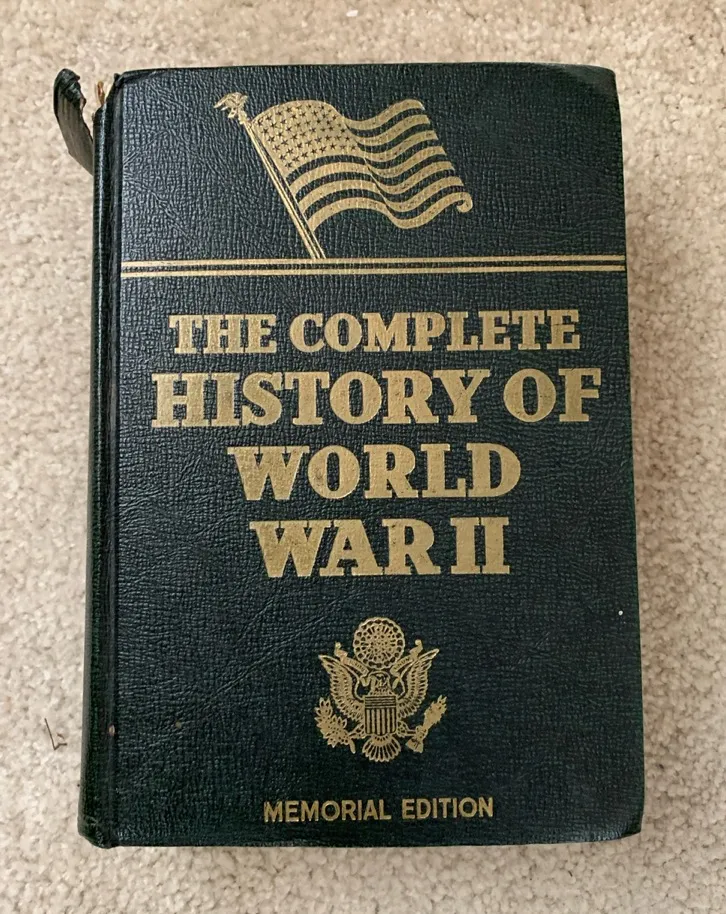 THE COMPLETE
HISTORY OF
WORLD
WAR II
MEMORIAL EDITION